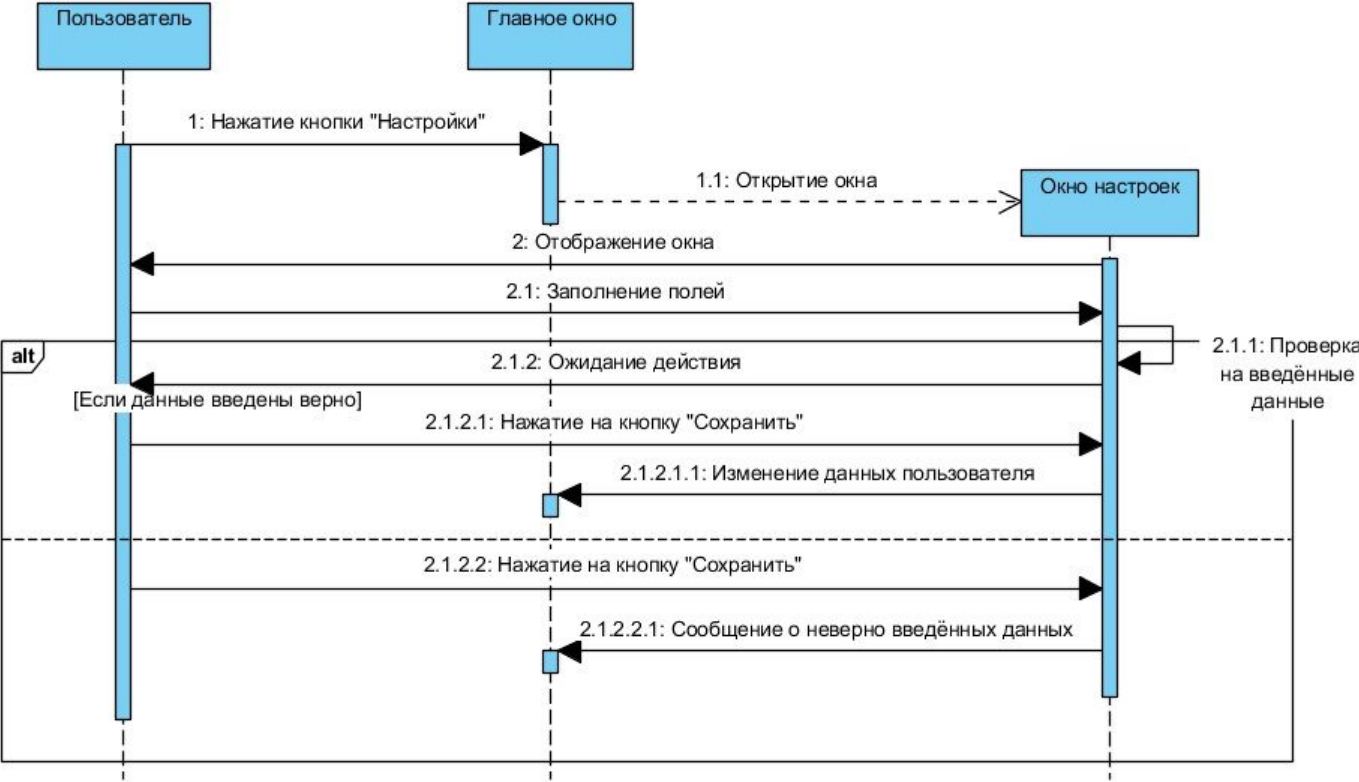 Пользователь
Главное окно
1: Нажатие кнопки "Настройки"
1.1: Открытие окна
Окно настроек
2: Отображение окна
2.1: Заполнение полей
alt
2.1.1: Проверка
на введённые
данные
2.1.2: Ожидание действия
[Если данные введены верно]
2.1.2.1: Нажатие на кнопку "Сохранить"
2.1.2.1.1: Изменение данных пользователя
2.1.2.2: Нажатие на кнопку "Сохранить"
2.1.2.2.1: Сообщение о неверно введённых данных